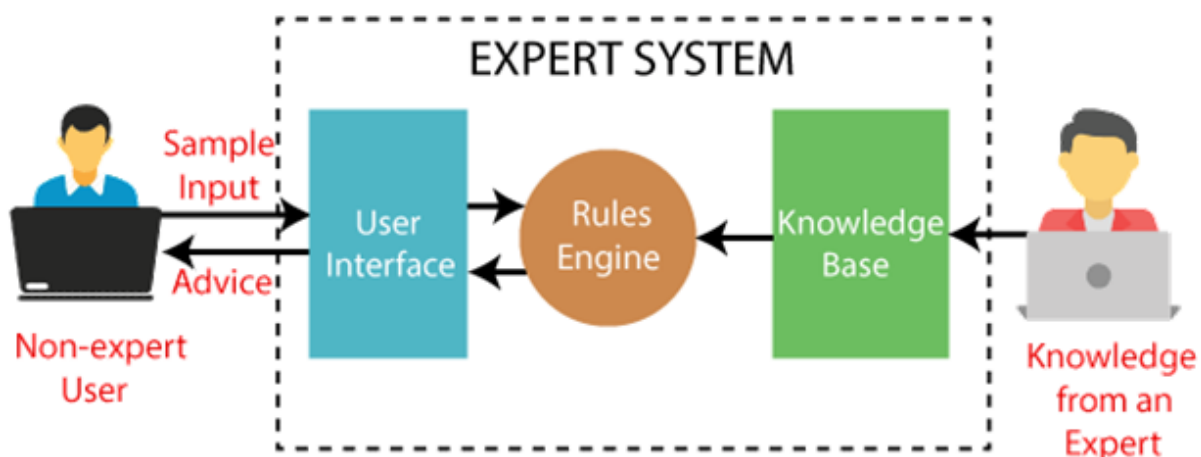 EXPERT SYSTEM
Sample
Input
Advice
Non-expert
User
User
Interface
Rules
Engine
Knowledge
Base
Knowledge
from an
Expert